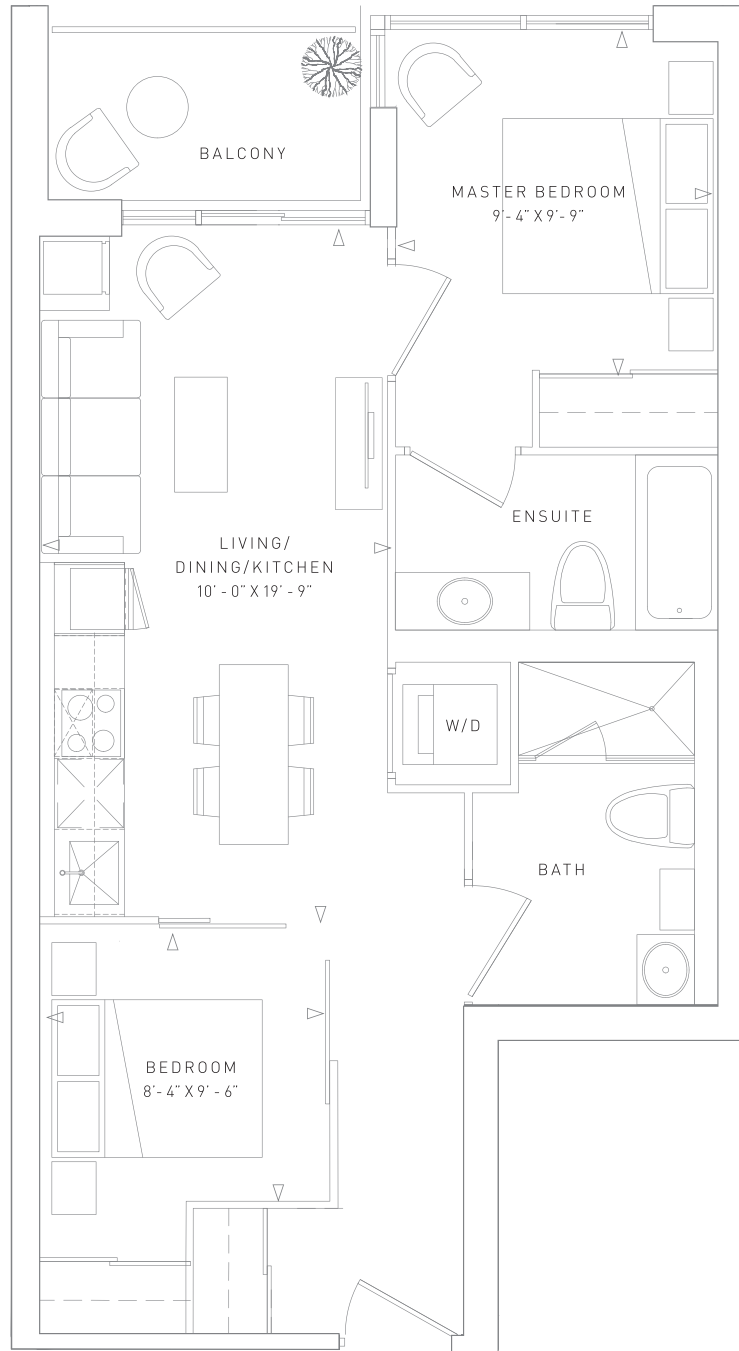 BALCONY
MASTER BEDROOM
9'-4" X 9'-9"
ENSUITE
LIVING/
DINING/KITCHEN
10'-0" X 19'-9"
W/D
BATH
BEDROOM
8'-4" X 9'-6"